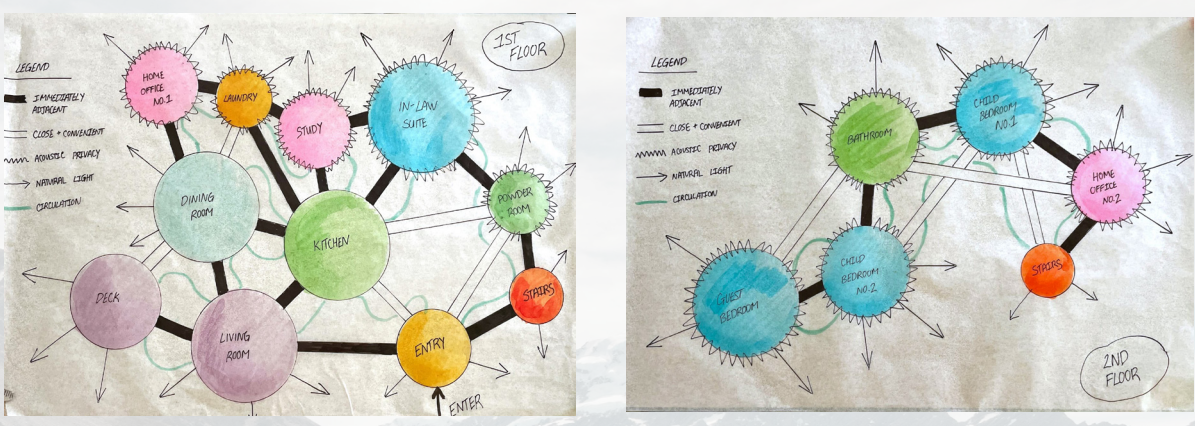 1ST
FLOOR
LEGEND
IMMEDIATELY
ADJACENT
CLOSE + CONVENIENT
ACOUSTIC PRIVACY
NATURAL LIGHT
CIRCULATION
HOME
OFFICE
NO.1
LAUNDRY
STUDY
IN-LAW
SUITE
DINING
ROOM
KITCHEN
POWDER
ROOM
DECK
LIVING
ROOM
ENTRY
STAIRS
ENTER
LEGEND
IMMEDIATELY
ADJACENT
CLOSE + CONVENIENT
ACOUSTIC PRIVACY
NATURAL LIGHT
CIRCULATION
BATHROOM
CHILD
BEDROOM
NO.1
HOME
OFFICE
NO.2
GUEST
BEDROOM
CHILD
BEDROOM
NO.2
STAIRS
2ND
FLOOR